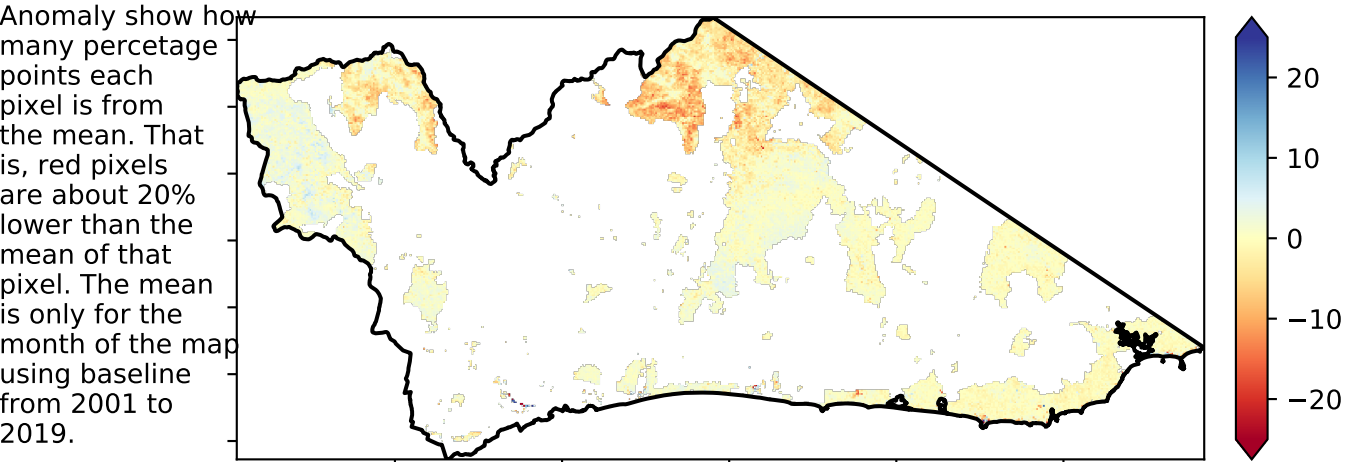 Anomaly show how
many percetage
points each
pixel is from
the mean. That
is, red pixels
are about 20%
lower than the
mean of that
pixel. The mean
is only for the
month of the map
using baseline
from 2001 to
2019.
20
10
0
−10
−20